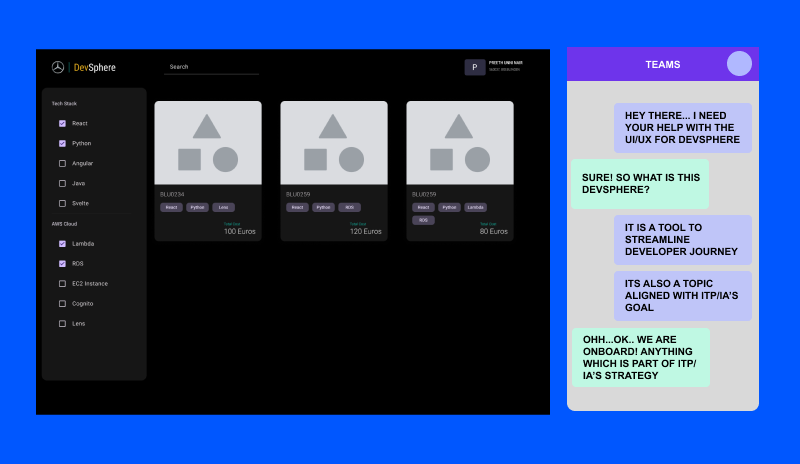 DevSphere
Search
P
PREETH UNNI NAIR
Tech Stack
React
Python
Angular
Java
Svelte
AWS Cloud
Lambda
RDS
EC2 Instance
Cognito
Lens
BLU0234
React Python Lens
Total Cost
100 Euros
BLU0259
React Python RDS
Total Cost
120 Euros
BLU0259
React Python Lambda
RDS
Total Cost
80 Euros
TEAMS
HEY THERE... I NEED
YOUR HELP WITH THE
UI/UX FOR DEVSPHERE
SURE! SO WHAT IS THIS
DEVSPHERE?
IT IS A TOOL TO
STREAMLINE
DEVELOPER JOURNEY
ITS ALSO A TOPIC
ALIGNED WITH ITP/IA'S
GOAL
OHH...OK.. WE ARE
ONBOARD! ANYTHING
WHICH IS PART OF ITP/
IA'S STRATEGY